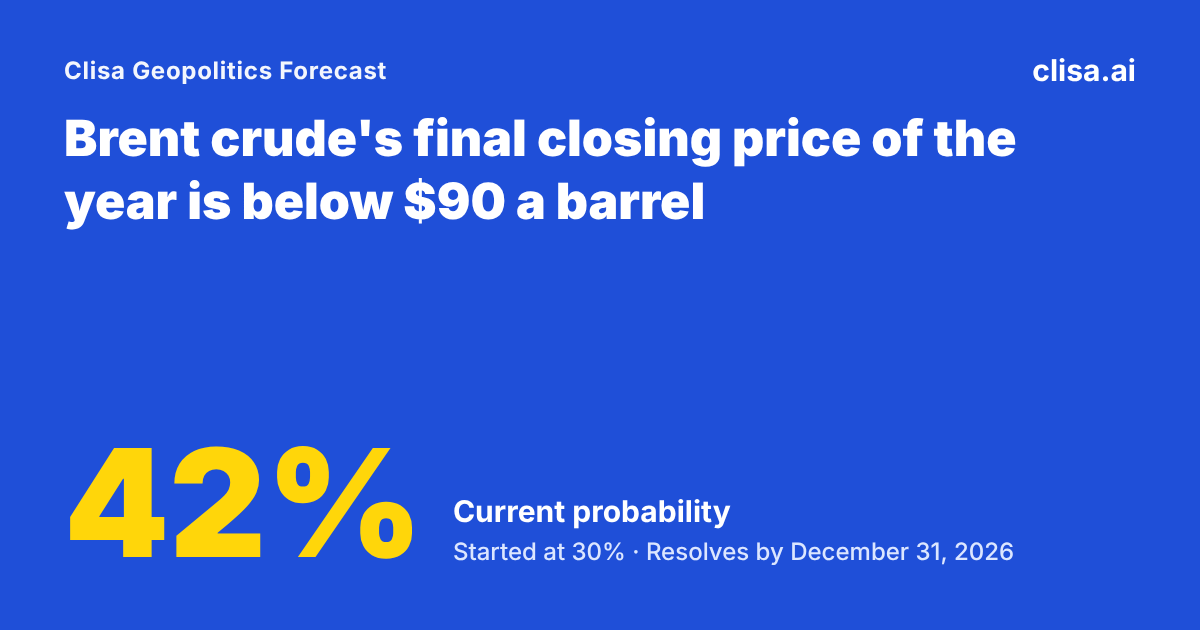 Clisa Geopolitics Forecast
clisa.ai
Brent crude's final closing price of the
year is below $90 a barrel
42%
Current probability
Started at 30% · Resolves by December 31, 2026